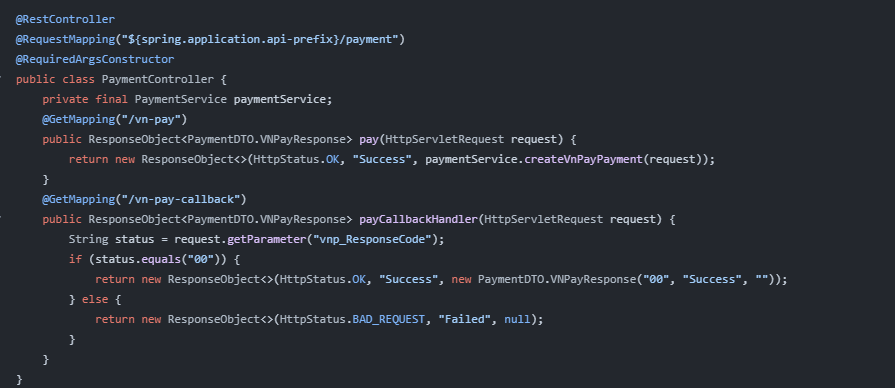 @RestController
@RequestMapping("${spring.application.api-prefix}/payment")
@RequiredArgsConstructor
public class PaymentController {
    private final PaymentService paymentService;
    @GetMapping("/vn-pay")
    public ResponseObject<PaymentDTO.VNPayResponse> pay(HttpServletRequest request) {
        return new ResponseObject<>(HttpStatus.OK, "Success", paymentService.createVnPayPayment(request));
    }
    @GetMapping("/vn-pay-callback")
    public ResponseObject<PaymentDTO.VNPayResponse> payCallbackHandler(HttpServletRequest request) {
        String status = request.getParameter("vnp_ResponseCode");
        if (status.equals("00")) {
            return new ResponseObject<>(HttpStatus.OK, "Success", new PaymentDTO.VNPayResponse("00", "Success", ""));
        } else {
            return new ResponseObject<>(HttpStatus.BAD_REQUEST, "Failed", null);
        }
    }
}